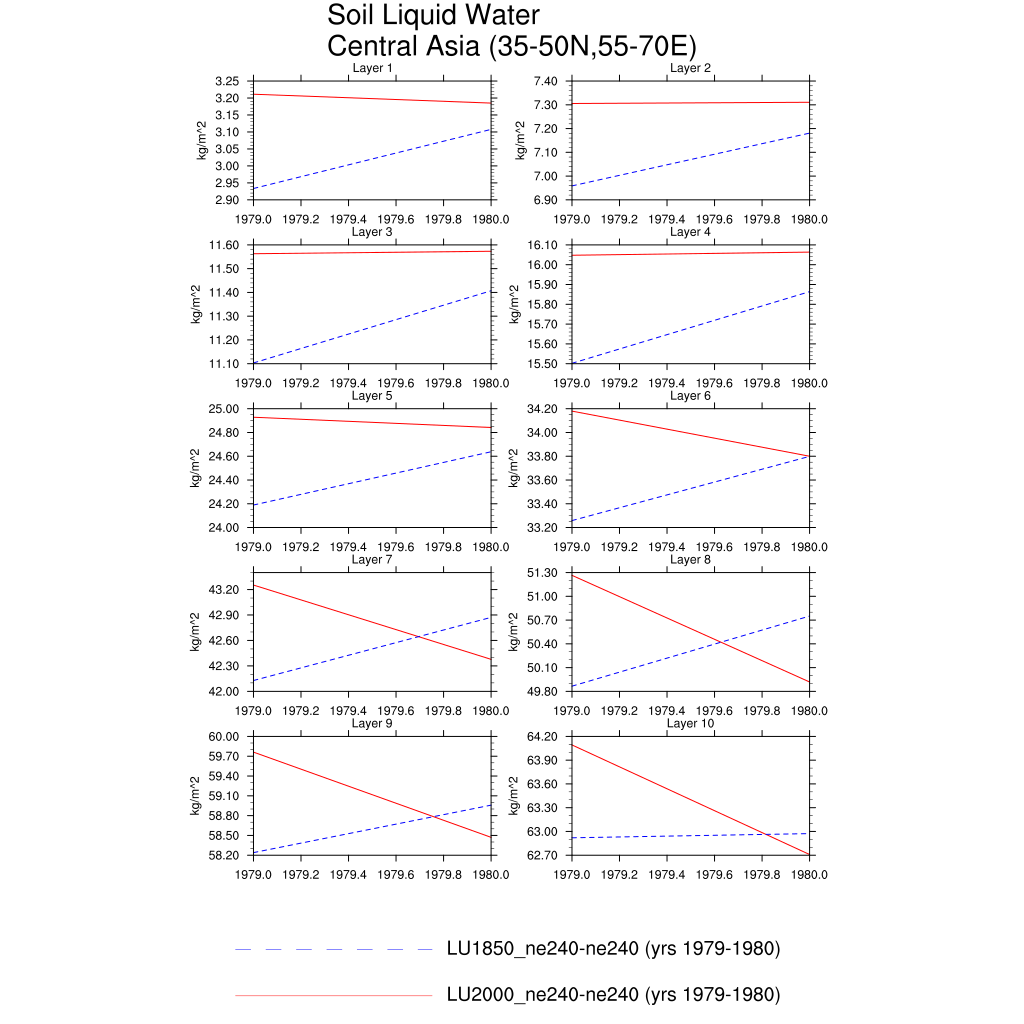 Soil Liquid Water
Central Asia (35-50N,55-70E)
Layer 1
3.25
3.20
3.15
3.10
3.05
3.00
2.95
2.90
kg/m^2
1979.0 1979.2 1979.4 1979.6 1979.8 1980.0
Layer 2
7.40
7.30
7.20
7.10
7.00
6.90
kg/m^2
1979.0 1979.2 1979.4 1979.6 1979.8 1980.0
Layer 3
11.60
11.50
11.40
11.30
11.20
11.10
kg/m^2
1979.0 1979.2 1979.4 1979.6 1979.8 1980.0
Layer 4
16.10
16.00
15.90
15.80
15.70
15.60
15.50
kg/m^2
1979.0 1979.2 1979.4 1979.6 1979.8 1980.0
Layer 5
25.00
24.80
24.60
24.40
24.20
24.00
kg/m^2
1979.0 1979.2 1979.4 1979.6 1979.8 1980.0
Layer 6
34.20
34.00
33.80
33.60
33.40
33.20
kg/m^2
1979.0 1979.2 1979.4 1979.6 1979.8 1980.0
Layer 7
43.20
42.90
42.60
42.30
42.00
kg/m^2
1979.0 1979.2 1979.4 1979.6 1979.8 1980.0
Layer 8
51.30
51.00
50.70
50.40
50.10
49.80
kg/m^2
1979.0 1979.2 1979.4 1979.6 1979.8 1980.0
Layer 9
60.00
59.70
59.40
59.10
58.80
58.50
58.20
kg/m^2
1979.0 1979.2 1979.4 1979.6 1979.8 1980.0
Layer 10
64.20
63.90
63.60
63.30
63.00
62.70
kg/m^2
1979.0 1979.2 1979.4 1979.6 1979.8 1980.0
LU1850_ne240-ne240 (yrs 1979-1980)
LU2000_ne240-ne240 (yrs 1979-1980)